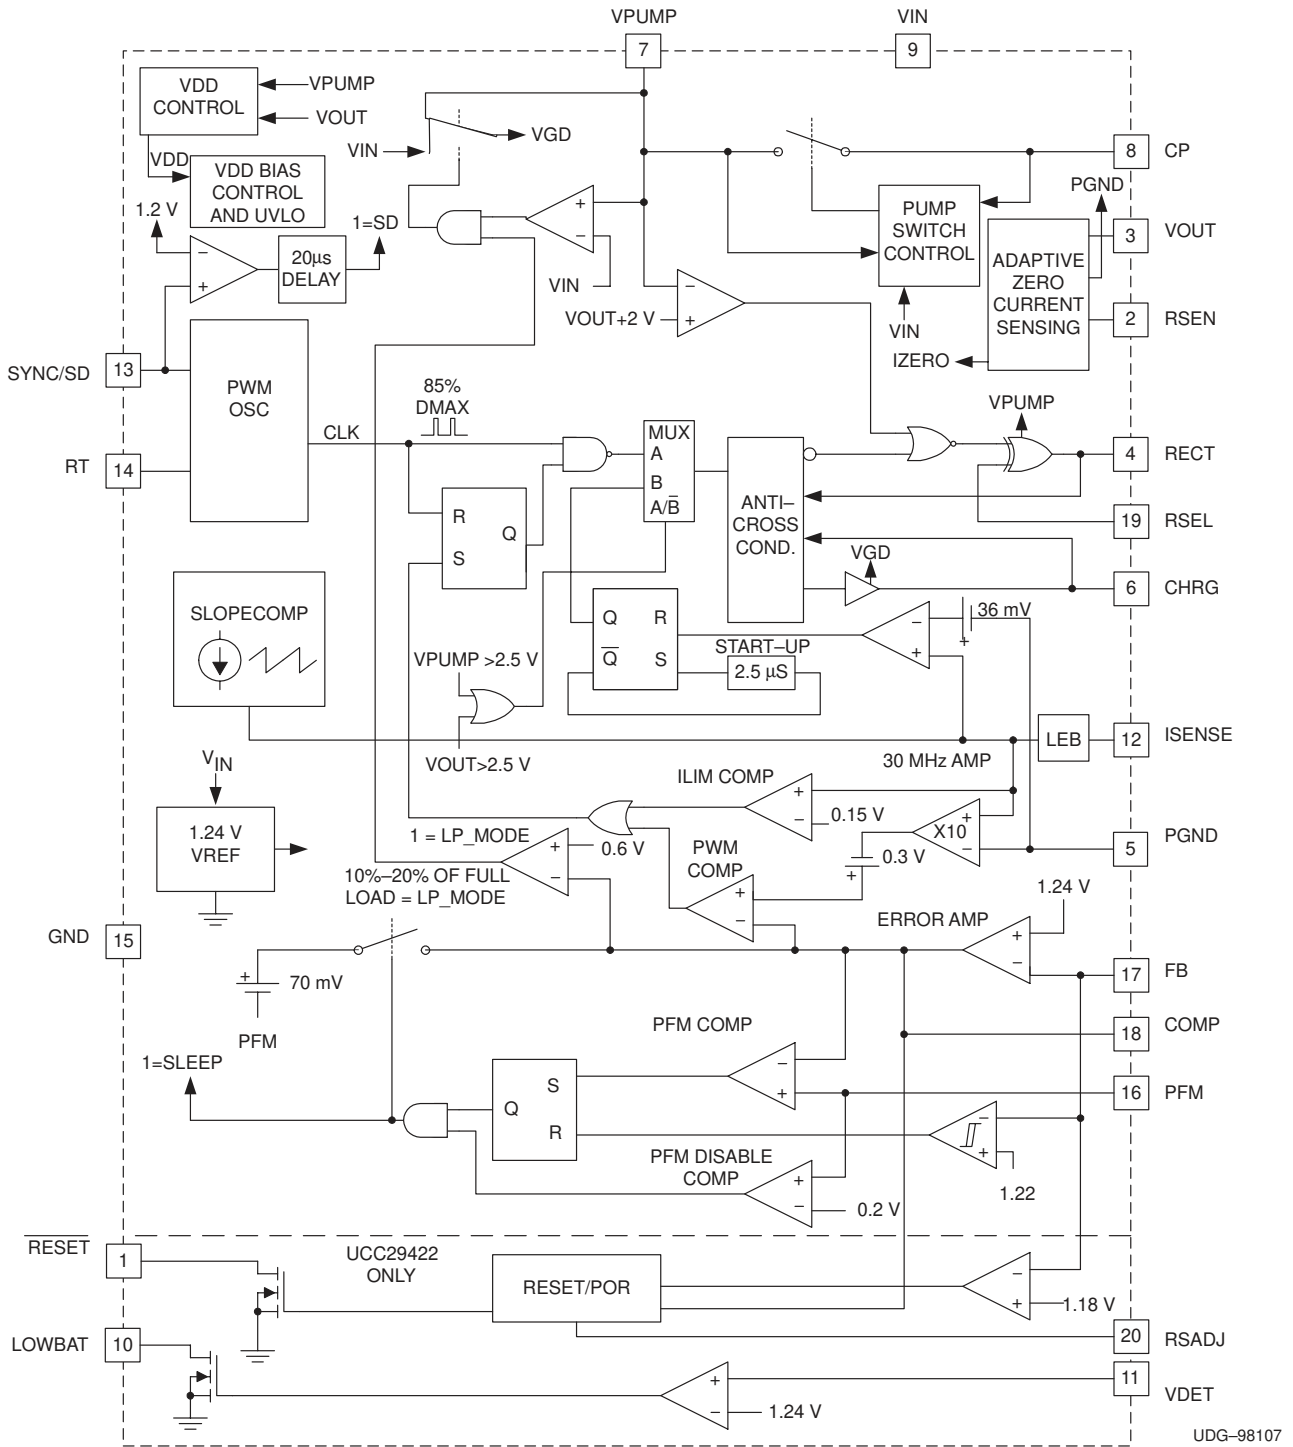 VPUMP
7
VIN
9
VDD
CONTROL
VPUMP
VOUT
VDD
VDD BIAS
CONTROL
AND UVLO
VIN
VGD
8
CP
PGND
1.2 V
1=SD
–
+
20μs
DELAY
+
–
VIN
PUMP
SWITCH
CONTROL
VIN
3
VOUT
ADAPTIVE
ZERO
CURRENT
SENSING
2
RSEN
IZERO
VOUT+2 V
–
+
SYNC/SD
13
PWM
OSC
RT
14
CLK
85%
DMAX
MUX
A
B
A/B̅
VPUMP
4
RECT
19
RSEL
R
S
Q
ANTI–
CROSS
COND.
VGD
6
CHRG
SLOPECOMP
Q
Q̅
R
S
–
+
36 mV
+
START–UP
2.5 μS
VPUMP >2.5 V
VOUT>2.5 V
LEB
12
ISENSE
30 MHz AMP
VIN
1.24 V
VREF
ILIM COMP
+
–
0.15 V
X10
+
–
5
PGND
1 = LP_MODE
+
–
0.6 V
10%–20% OF FULL
LOAD = LP_MODE
PWM
COMP
+
–
0.3 V
+
1.24 V
ERROR AMP
+
–
GND
15
+
70 mV
PFM
17
FB
18
COMP
PFM COMP
–
+
16
PFM
1=SLEEP
S
Q
R
–
+
1.22
PFM DISABLE
COMP
+
–
0.2 V
RESET
1
UCC29422
ONLY
RESET/POR
–
+
1.18 V
LOWBAT
10
20
RSADJ
11
VDET
+
–
1.24 V
UDG–98107